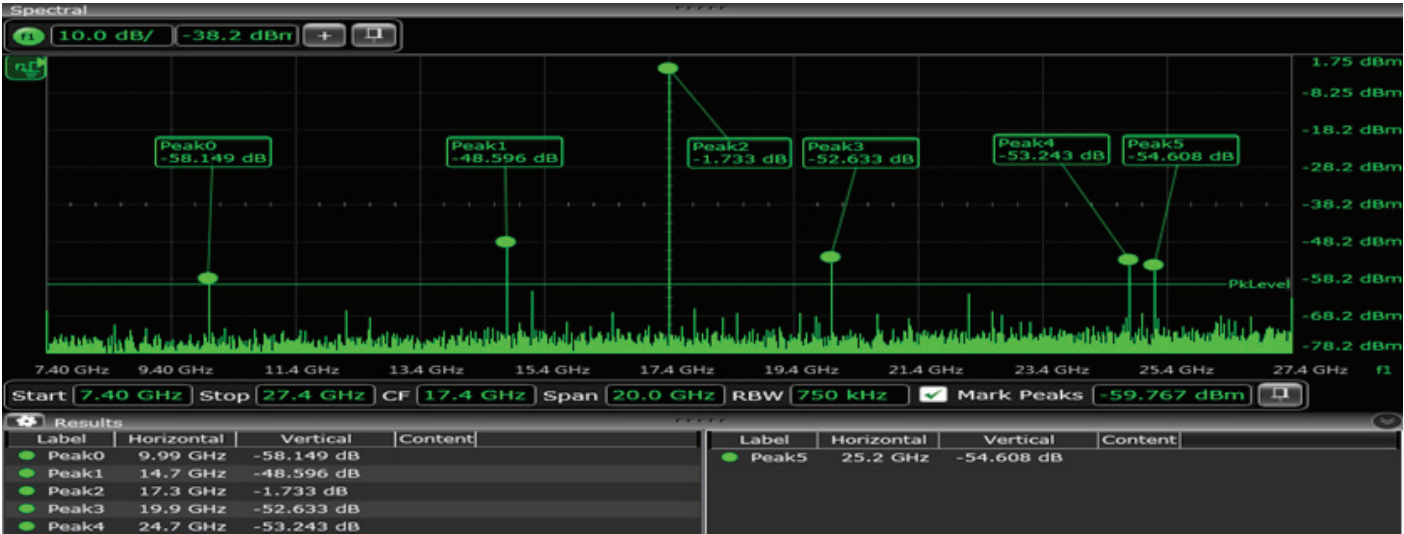 Spectral
f1 10.0 dB/ -38.2 dBm +
1.75 dBm
-8.25 dBm
-18.2 dBm
-28.2 dBm
-38.2 dBm
-48.2 dBm
-58.2 dBm
-68.2 dBm
-78.2 dBm
Peak0
-58.149 dB
Peak1
-48.596 dB
Peak2
-1.733 dB
Peak3
-52.633 dB
Peak4
-53.243 dB
Peak5
-54.608 dB
PkLevel
7.40 GHz 9.40 GHz 11.4 GHz 13.4 GHz 15.4 GHz 17.4 GHz 19.4 GHz 21.4 GHz 23.4 GHz 25.4 GHz 27.4 GHz f1
Start 7.40 GHz Stop 27.4 GHz CF 17.4 GHz Span 20.0 GHz RBW 750 kHz Mark Peaks -59.767 dBm
Results
Label Horizontal Vertical Content
Peak0 9.99 GHz -58.149 dB
Peak1 14.7 GHz -48.596 dB
Peak2 17.3 GHz -1.733 dB
Peak3 19.9 GHz -52.633 dB
Peak4 24.7 GHz -53.243 dB
Label Horizontal Vertical Content
Peak5 25.2 GHz -54.608 dB